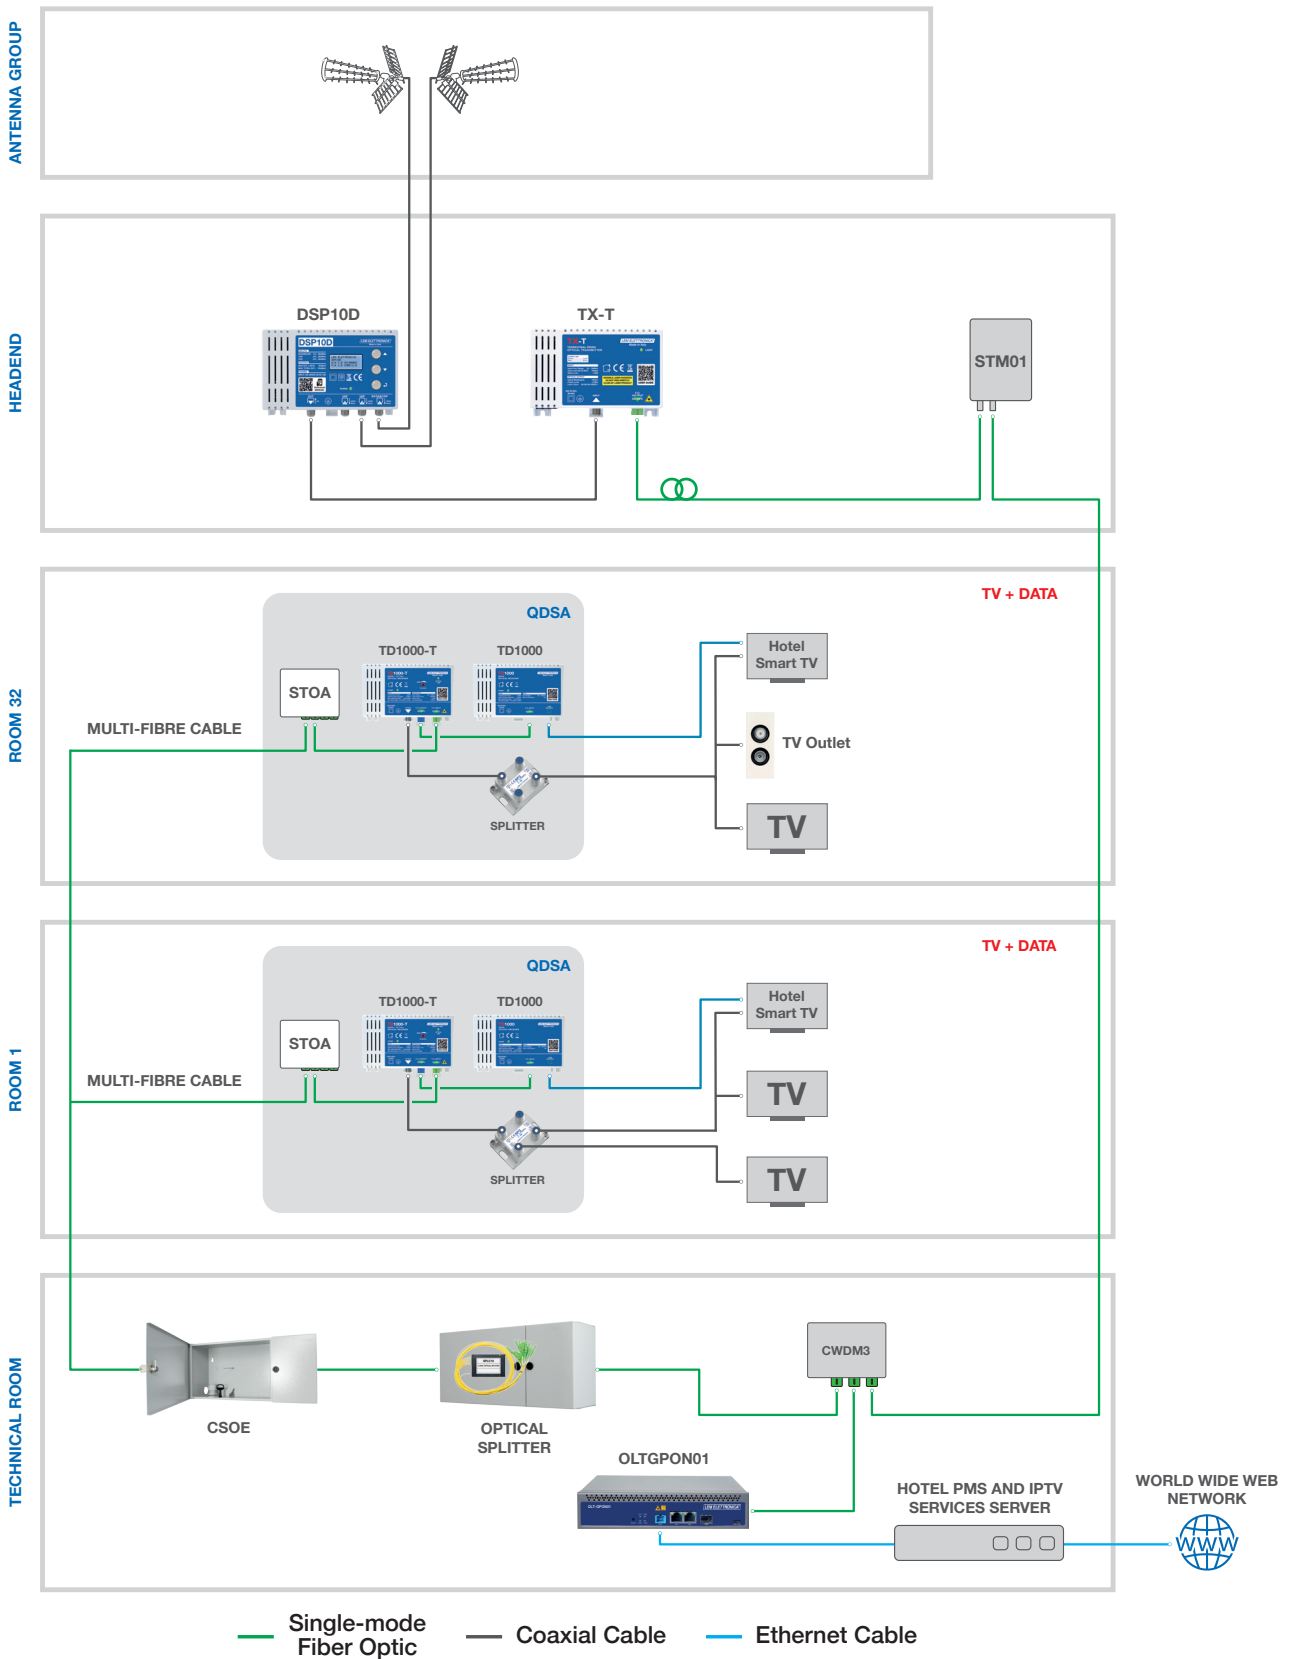 ANTENNA GROUP
HEADEND
DSP10D
DSP10D
TX-T
TX-T
STM01
ROOM 32
TV + DATA
QDSA
TD1000-T
TD1000
STOA
MULTI-FIBRE CABLE
SPLITTER
Hotel
Smart TV
TV Outlet
TV
ROOM 1
TV + DATA
QDSA
TD1000-T
TD1000
STOA
MULTI-FIBRE CABLE
SPLITTER
Hotel
Smart TV
TV
TV
TECHNICAL ROOM
CSOE
OPTICAL
SPLITTER
CWDM3
OLTGPON01
HOTEL PMS AND IPTV
SERVICES SERVER
WORLD WIDE WEB
NETWORK
WWW
Single-mode
Fiber Optic
Coaxial Cable
Ethernet Cable